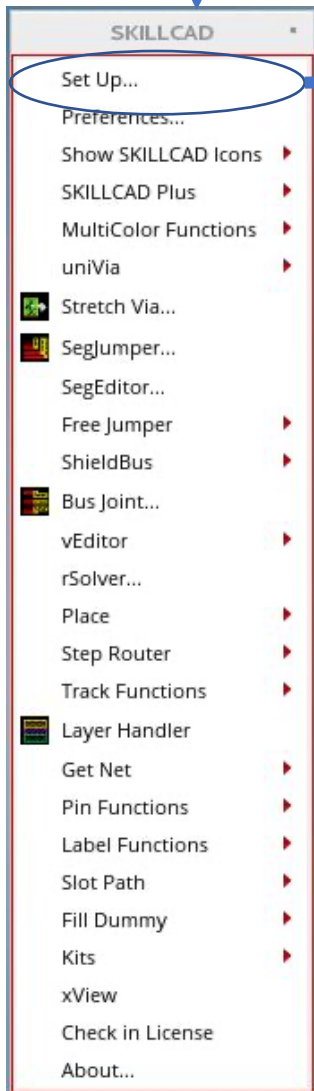 SKILLCAD
Set Up...
Preferences...
Show SKILLCAD Icons
SKILLCAD Plus
MultiColor Functions
uniVia
Stretch Via...
SegJumper...
SegEditor...
Free Jumper
ShieldBus
Bus Joint...
vEditor
rSolver...
Place
Step Router
Track Functions
Layer Handler
Get Net
Pin Functions
Label Functions
Slot Path
Fill Dummy
Kits
xView
Check in License
About...